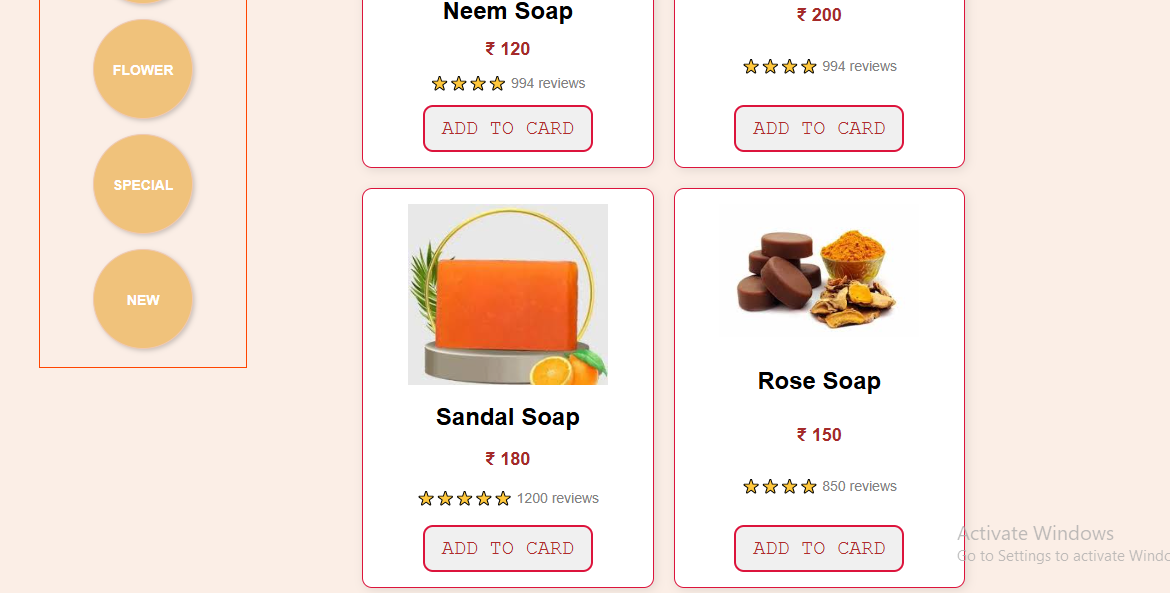 FLOWER
SPECIAL
NEW
Neem Soap
₹ 120
994 reviews
ADD TO CARD
₹ 200
994 reviews
ADD TO CARD
Sandal Soap
₹ 180
1200 reviews
ADD TO CARD
Rose Soap
₹ 150
850 reviews
ADD TO CARD
Activate Windows
Go to Settings to activate Windo